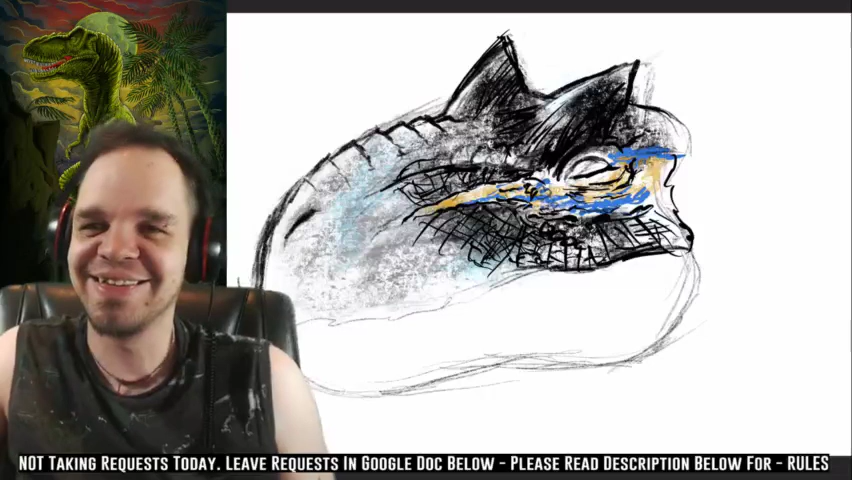 NOT TAKING REQUESTS TODAY. LEAVE REQUESTS IN GOOGLE DOC BELOW - PLEASE READ DESCRIPTION BELOW FOR - RULES